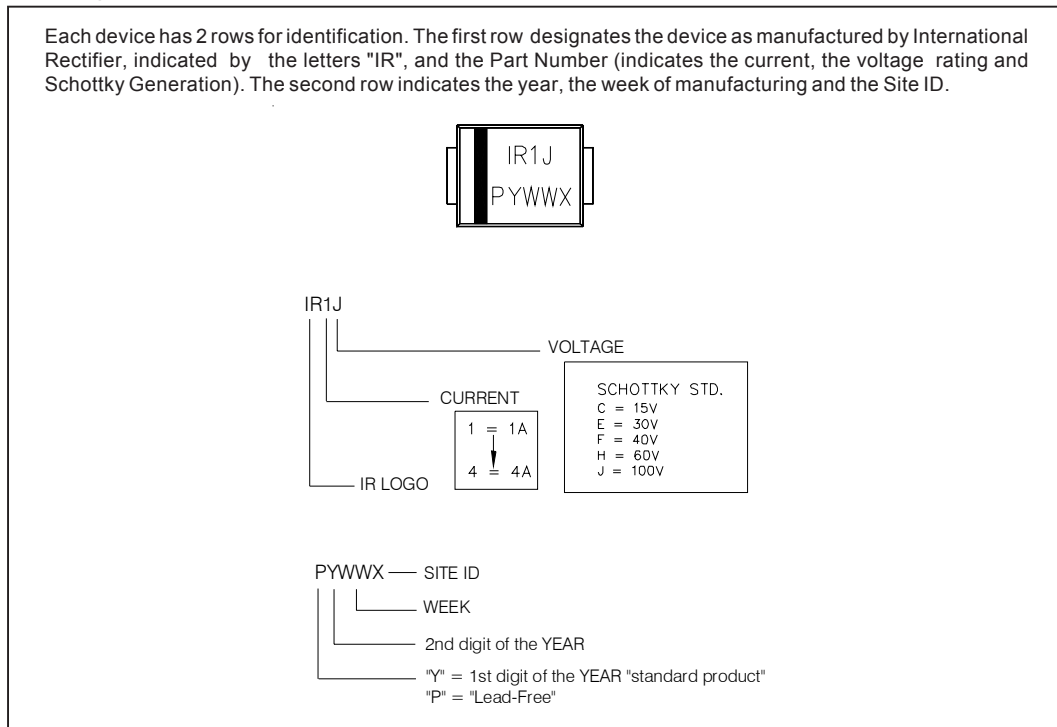 Each device has 2 rows for identification. The first row designates the device as manufactured by International
Rectifier, indicated by the letters "IR", and the Part Number (indicates the current, the voltage rating and
Schottky Generation). The second row indicates the year, the week of manufacturing and the Site ID.
IR1J
PYWWX
IR1J
VOLTAGE
SCHOTTKY STD.
C = 15V
E = 30V
F = 40V
H = 60V
J = 100V
CURRENT
1 = 1A
4 = 4A
IR LOGO
PYWWX
SITE ID
WEEK
2nd digit of the YEAR
"Y" = 1st digit of the YEAR "standard product"
"P" = "Lead-Free"